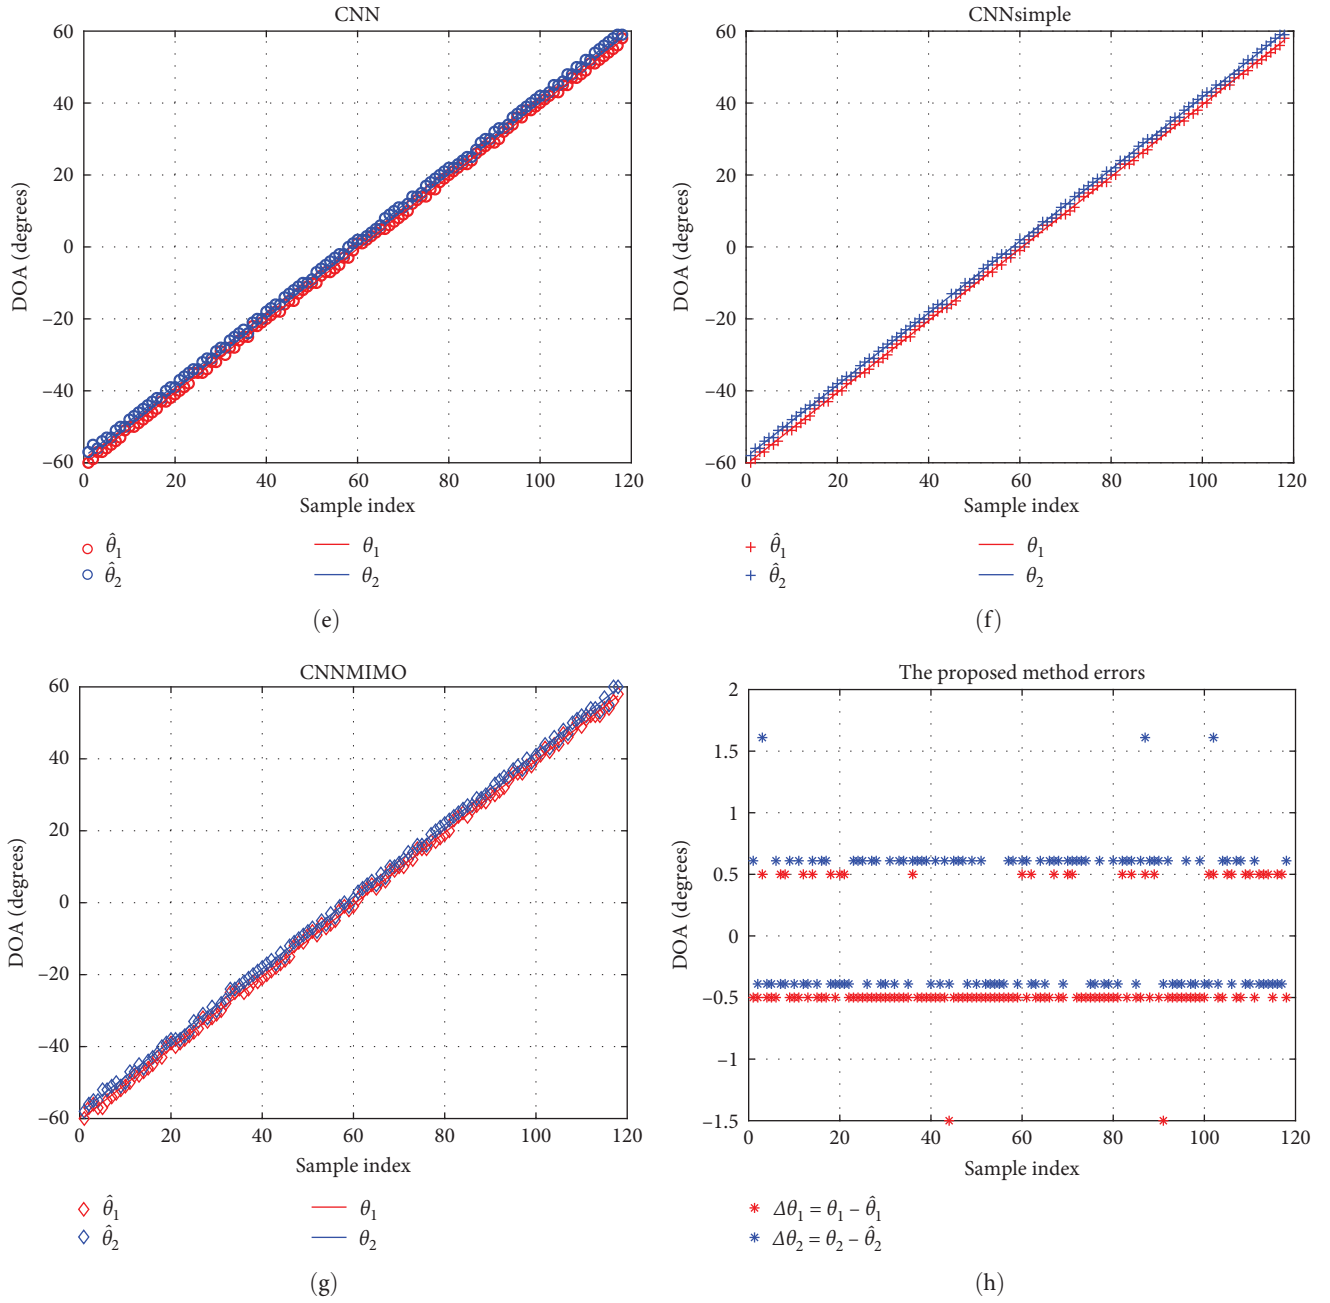 CNN
60
40
20
0
−20
−40
−60
0 20 40 60 80 100 120
DOA (degrees)
Sample index
θ̂1 θ1
θ̂2 θ2
(e)
CNNsimple
60
40
20
0
−20
−40
−60
0 20 40 60 80 100 120
DOA (degrees)
Sample index
θ̂1 θ1
θ̂2 θ2
(f)
CNNMIMO
60
40
20
0
−20
−40
−60
0 20 40 60 80 100 120
DOA (degrees)
Sample index
θ̂1 θ1
θ̂2 θ2
(g)
The proposed method errors
2
1.5
1
0.5
0
−0.5
−1
−1.5
0 20 40 60 80 100 120
DOA (degrees)
Sample index
Δθ1 = θ1 – θ̂1
Δθ2 = θ2 – θ̂2
(h)